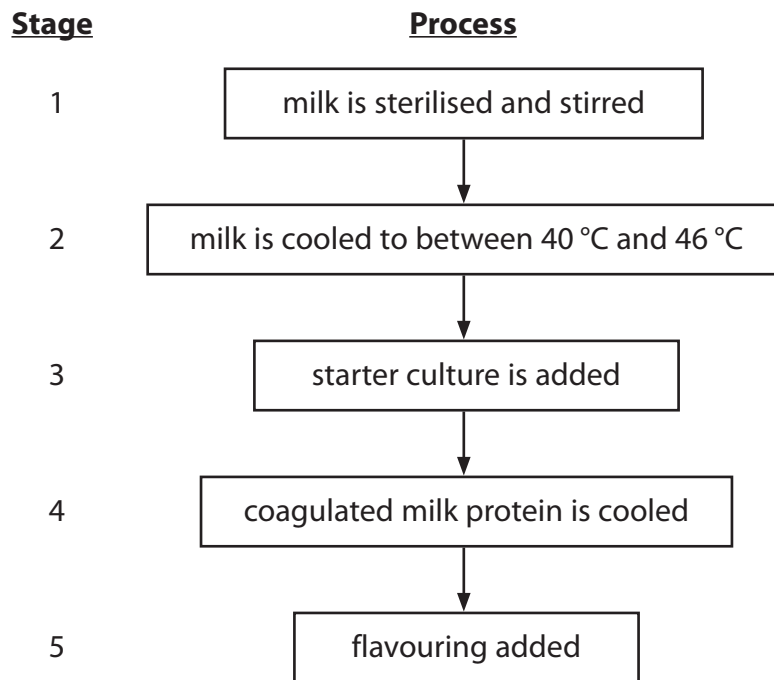 Stage Process
1 milk is sterilised and stirred
2 milk is cooled to between 40 °C and 46 °C
3 starter culture is added
4 coagulated milk protein is cooled
5 flavouring added